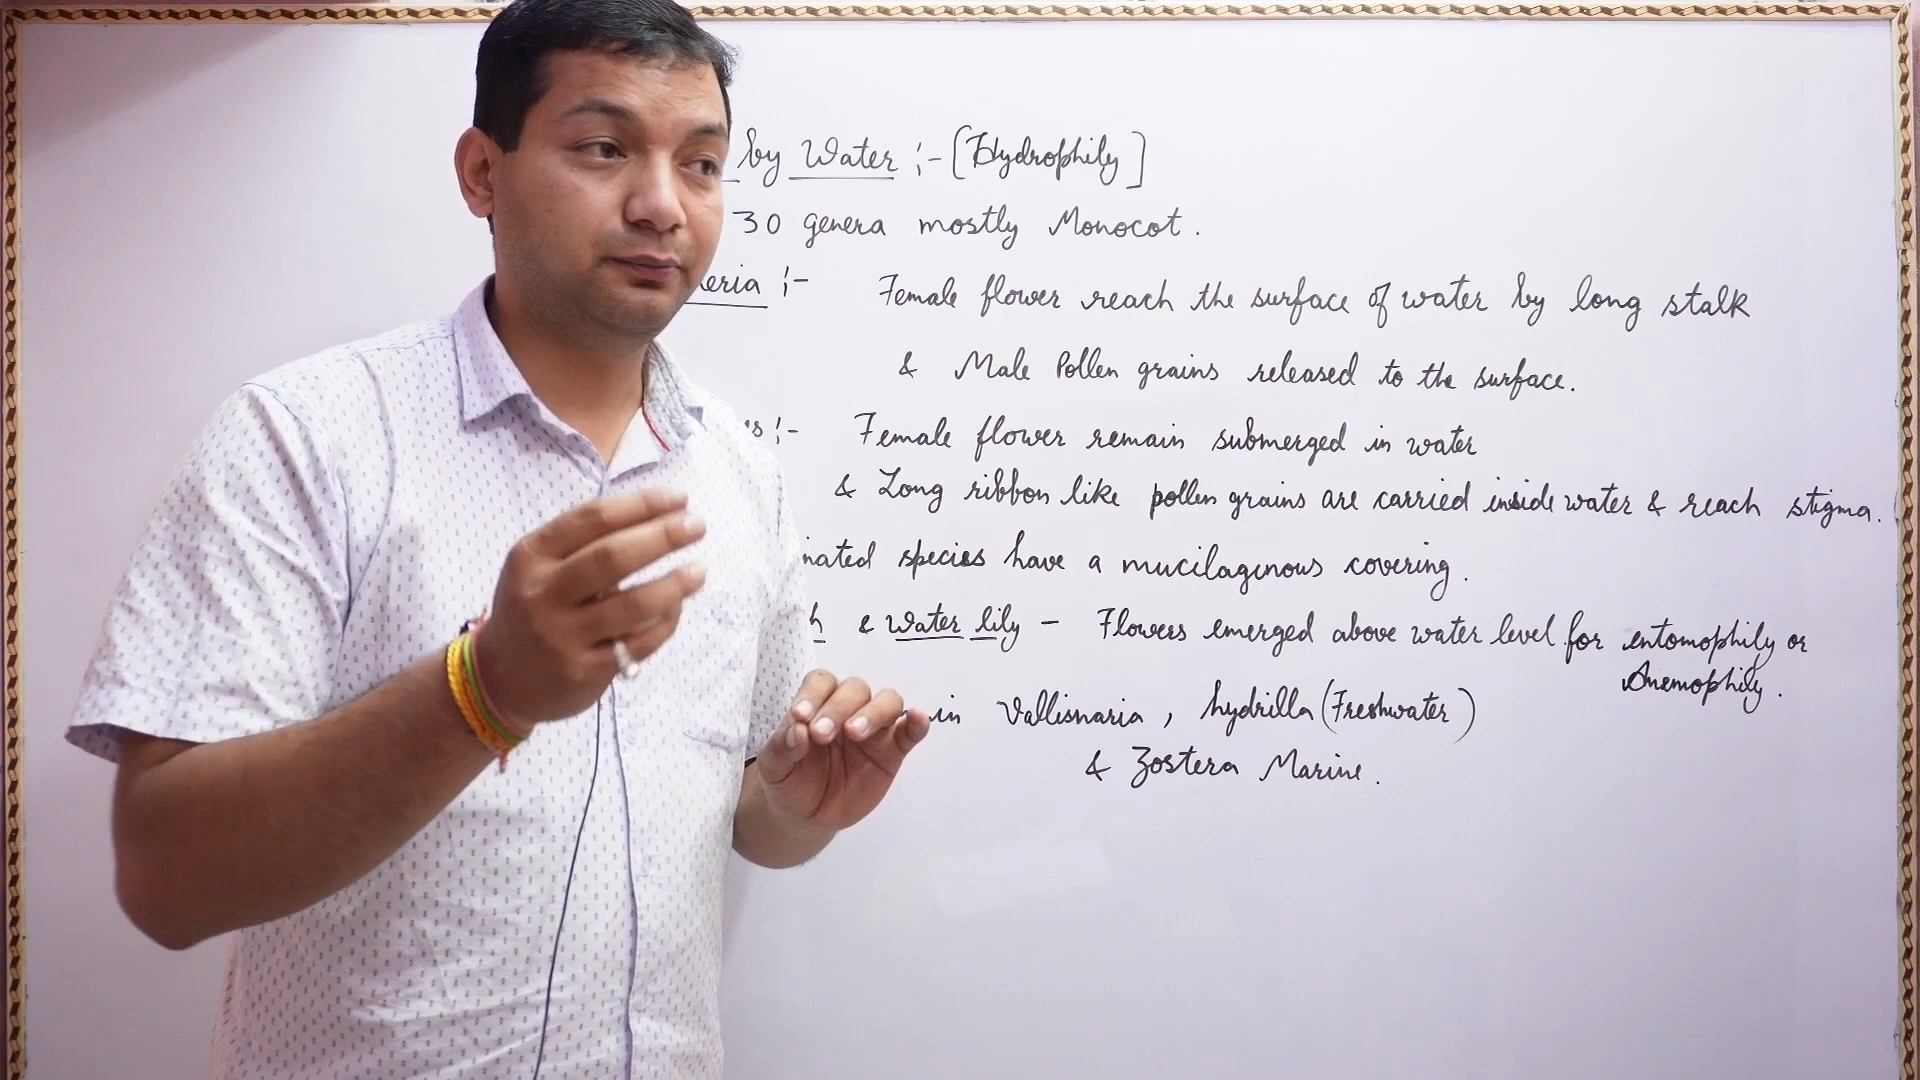 by Water :- [Hydrophily]
30 genera mostly Monocot.
eria :- Female flower reach the surface of water by long stalk
& Male Pollen grains released to the surface.
s :- Female flower remain submerged in water
& Long ribbon like pollen grains are carried inside water & reach stigma.
nated species have a mucilagenous covering.
h & Water lily - Flowers emerged above water level for entomophily or
Anemophily.
in Vallisnaria, hydrilla (Freshwater)
& Zostera Marine.